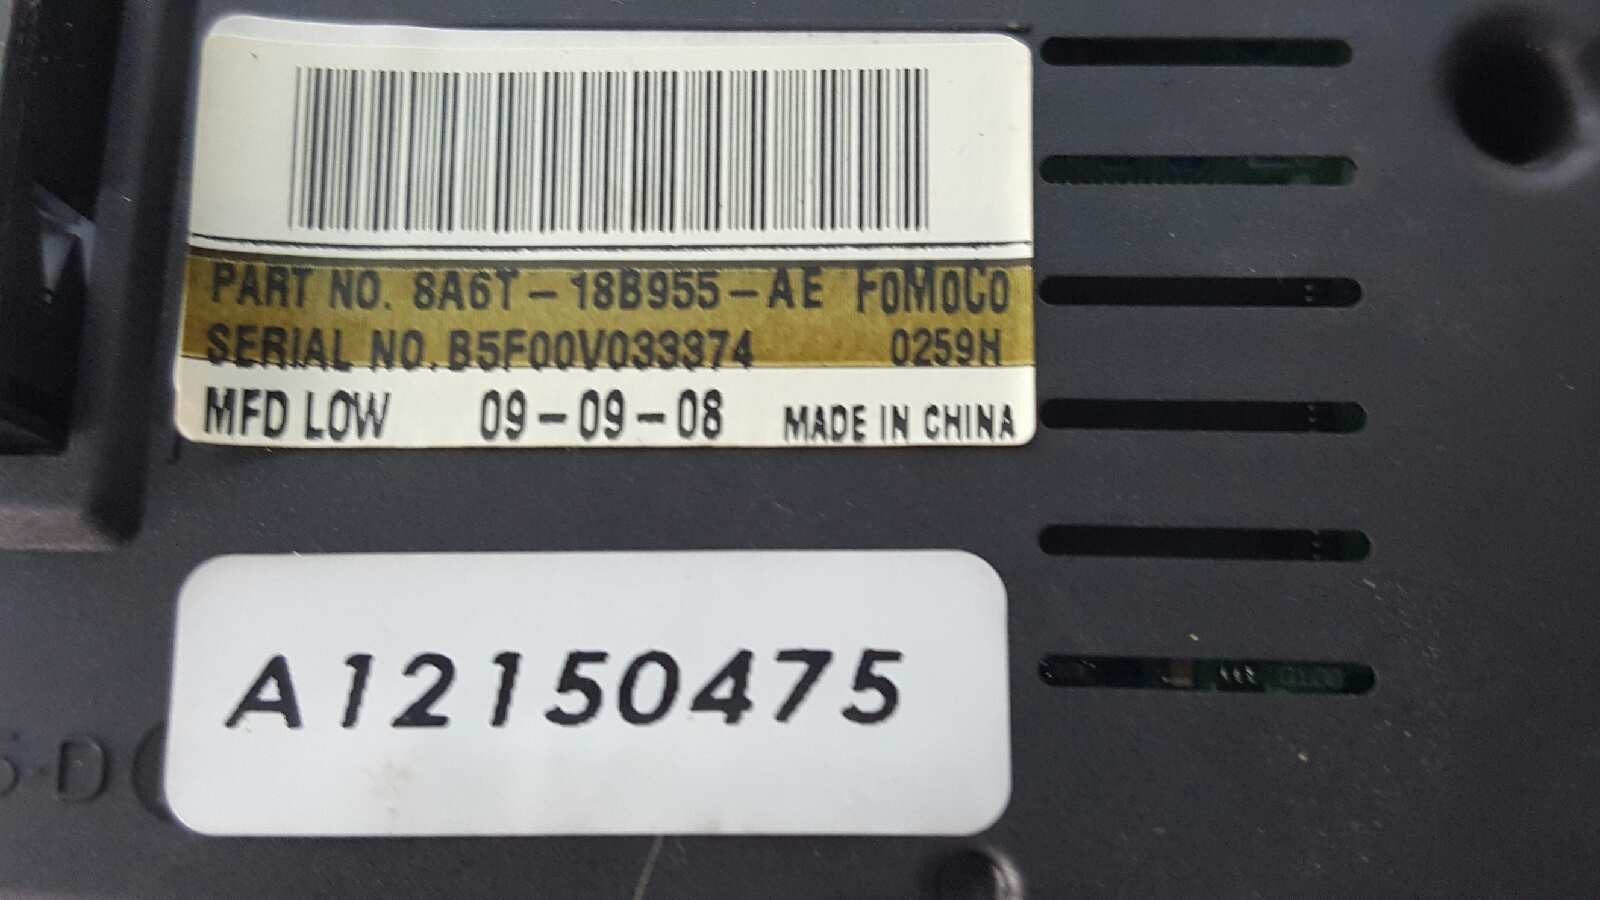 PART NO. 8A6T-18B955-AE FoMoCo
SERIAL NO. B5F00V033374 0259H
MFD LOW 09-09-08 MADE IN CHINA
A12150475